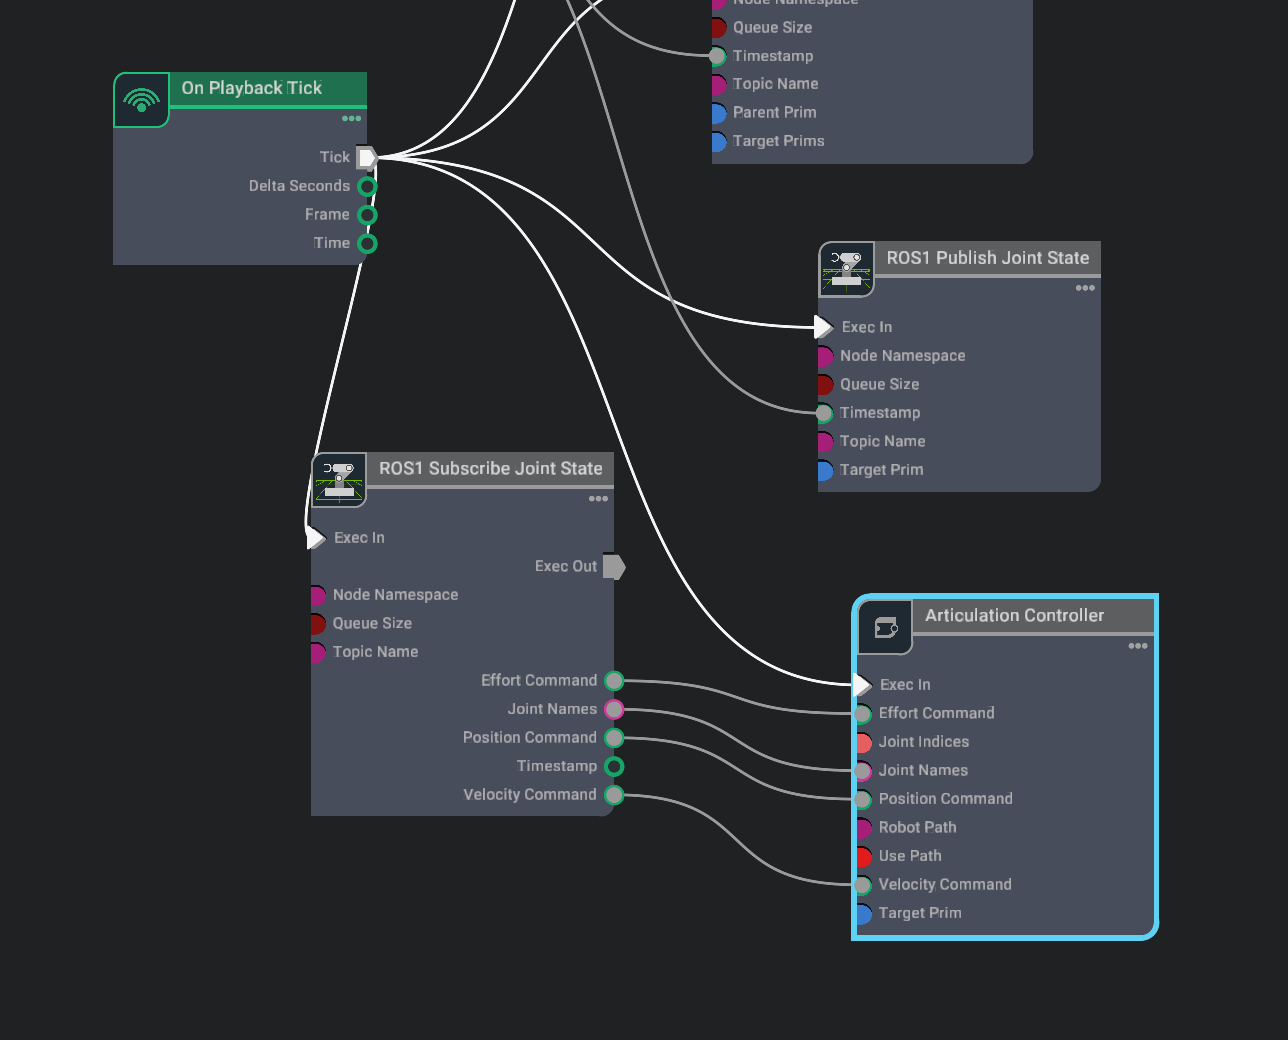 Node Namespace
Queue Size
Timestamp
Topic Name
Parent Prim
Target Prims
On Playback Tick
Tick
Delta Seconds
Frame
Time
ROS1 Publish Joint State
Exec In
Node Namespace
Queue Size
Timestamp
Topic Name
Target Prim
ROS1 Subscribe Joint State
Exec In
Exec Out
Node Namespace
Queue Size
Topic Name
Effort Command
Joint Names
Position Command
Timestamp
Velocity Command
Articulation Controller
Exec In
Effort Command
Joint Indices
Joint Names
Position Command
Robot Path
Use Path
Velocity Command
Target Prim